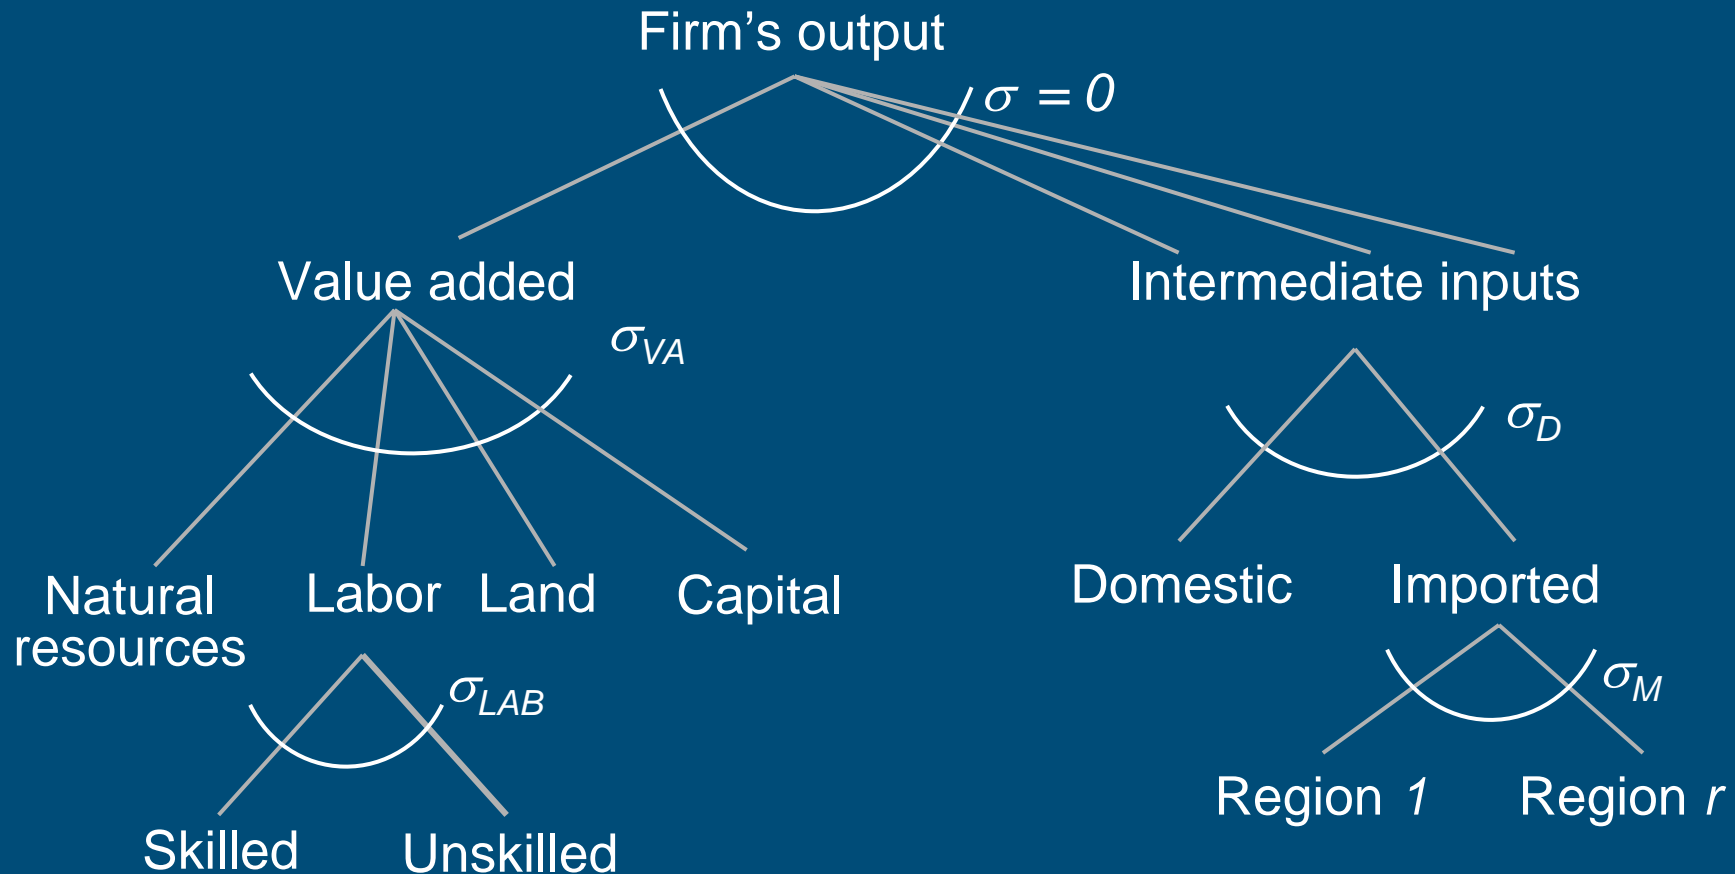 Firm’s output
σ = 0
Value added
Intermediate inputs
σVA
σD
Natural
resources
Labor
Land
Capital
Domestic
Imported
σLAB
σM
Region 1
Region r
Skilled
Unskilled